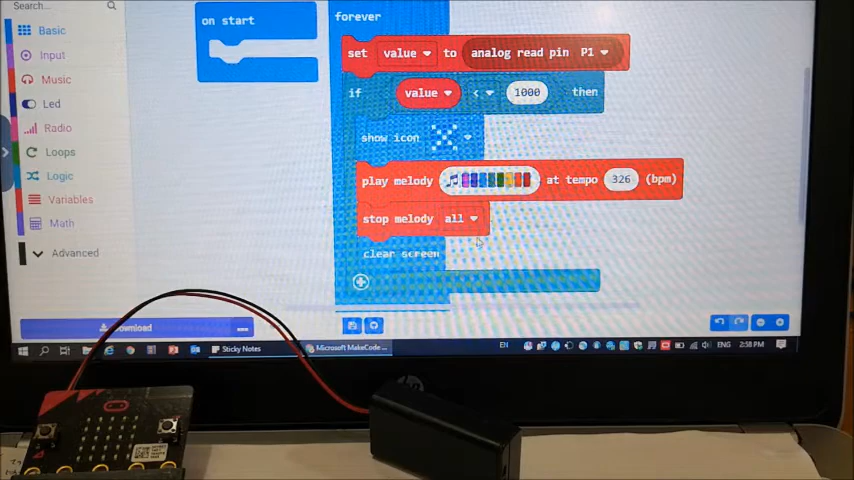 Search...
Basic
Input
Music
Led
Radio
Loops
Logic
Variables
Math
Advanced
on start
forever
set value to analog read pin P1
if value < 1000 then
show icon
play melody at tempo 326 (bpm)
stop melody all
clear screen
Download
Sticky Notes
Microsoft MakeCode ...
EN
ENG 2:58 PM